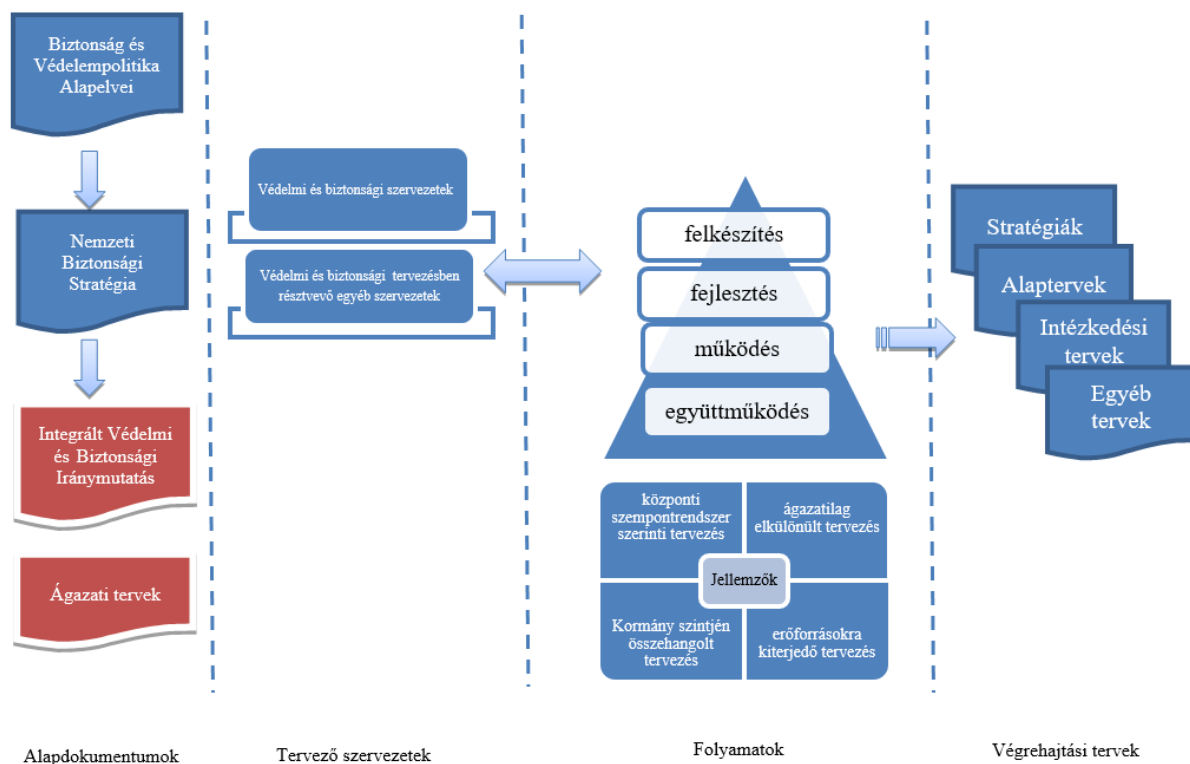 Biztonság és
Védelempolitika
Alapelvei
Nemzeti
Biztonsági
Stratégia
Integrált Védelmi
és Biztonsági
Iránymutatás
Ágazati tervek
Alapdokumentumok
Védelmi és biztonsági szervezetek
Védelmi és biztonsági tervezésben
résztvevő egyéb szervezetek
Tervező szervezetek
felkészítés
fejlesztés
működés
együttműködés
központi
szempontrendszer
szerinti tervezés
ágazatilag
elkülönült tervezés
Jellemzők
Kormány szintjén
összehangolt
tervezés
erőforrásokra
kiterjedő tervezés
Folyamatok
Stratégiák
Alaptervek
Intézkedési
tervek
Egyéb
tervek
Végrehajtási tervek